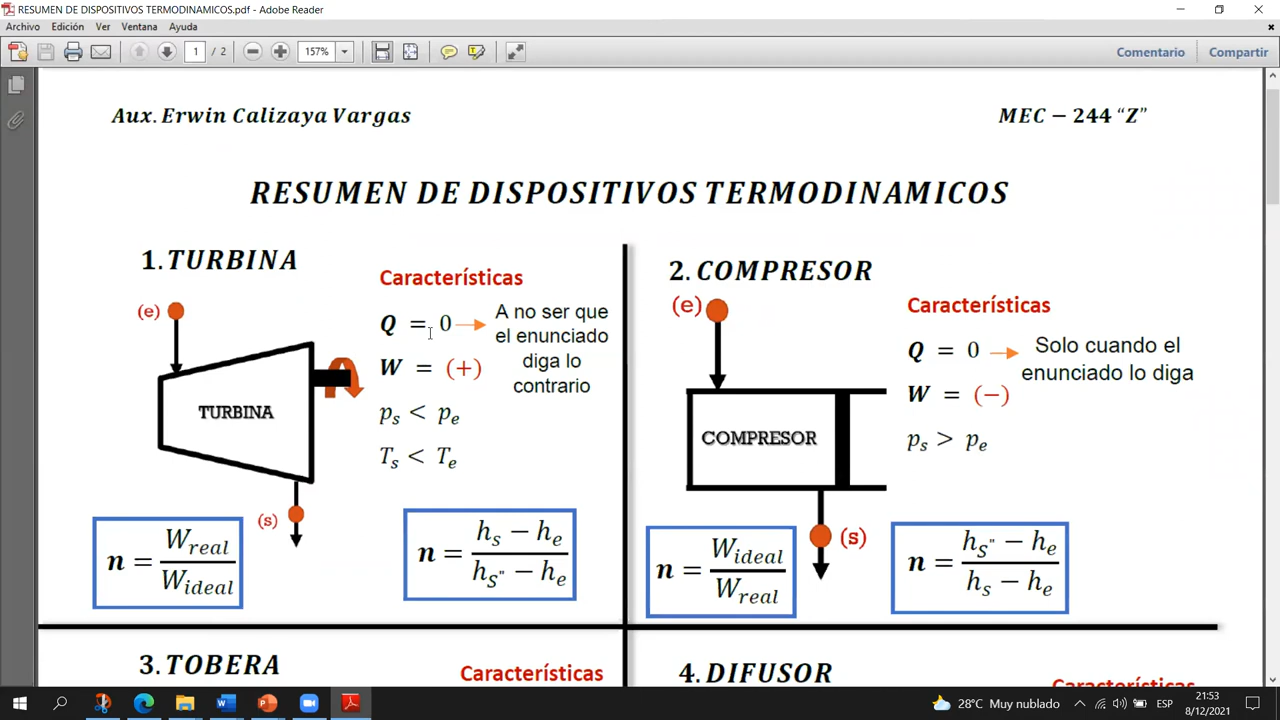 RESUMEN DE DISPOSITIVOS TERMODINAMICOS.pdf - Adobe Reader
Archivo Edición Ver Ventana Ayuda
1 / 2 157% Comentario Compartir
Aux. Erwin Calizaya Vargas MEC − 244 “Z”
RESUMEN DE DISPOSITIVOS TERMODINAMICOS
1. TURBINA
Características
(e)
Q = 0
A no ser que
el enunciado
diga lo
contrario
W = (+)
p_s < p_e
T_s < T_e
TURBINA
(s)
n = W_real / W_ideal
n = (h_s − h_e) / (h_s" − h_e)
2. COMPRESOR
(e)
Características
Q = 0
Solo cuando el
enunciado lo diga
W = (−)
p_s > p_e
COMPRESOR
(s)
n = W_ideal / W_real
n = (h_s" − h_e) / (h_s − h_e)
3. TOBERA
Características
4. DIFUSOR
Características
28°C Muy nublado ESP
21:53
8/12/2021